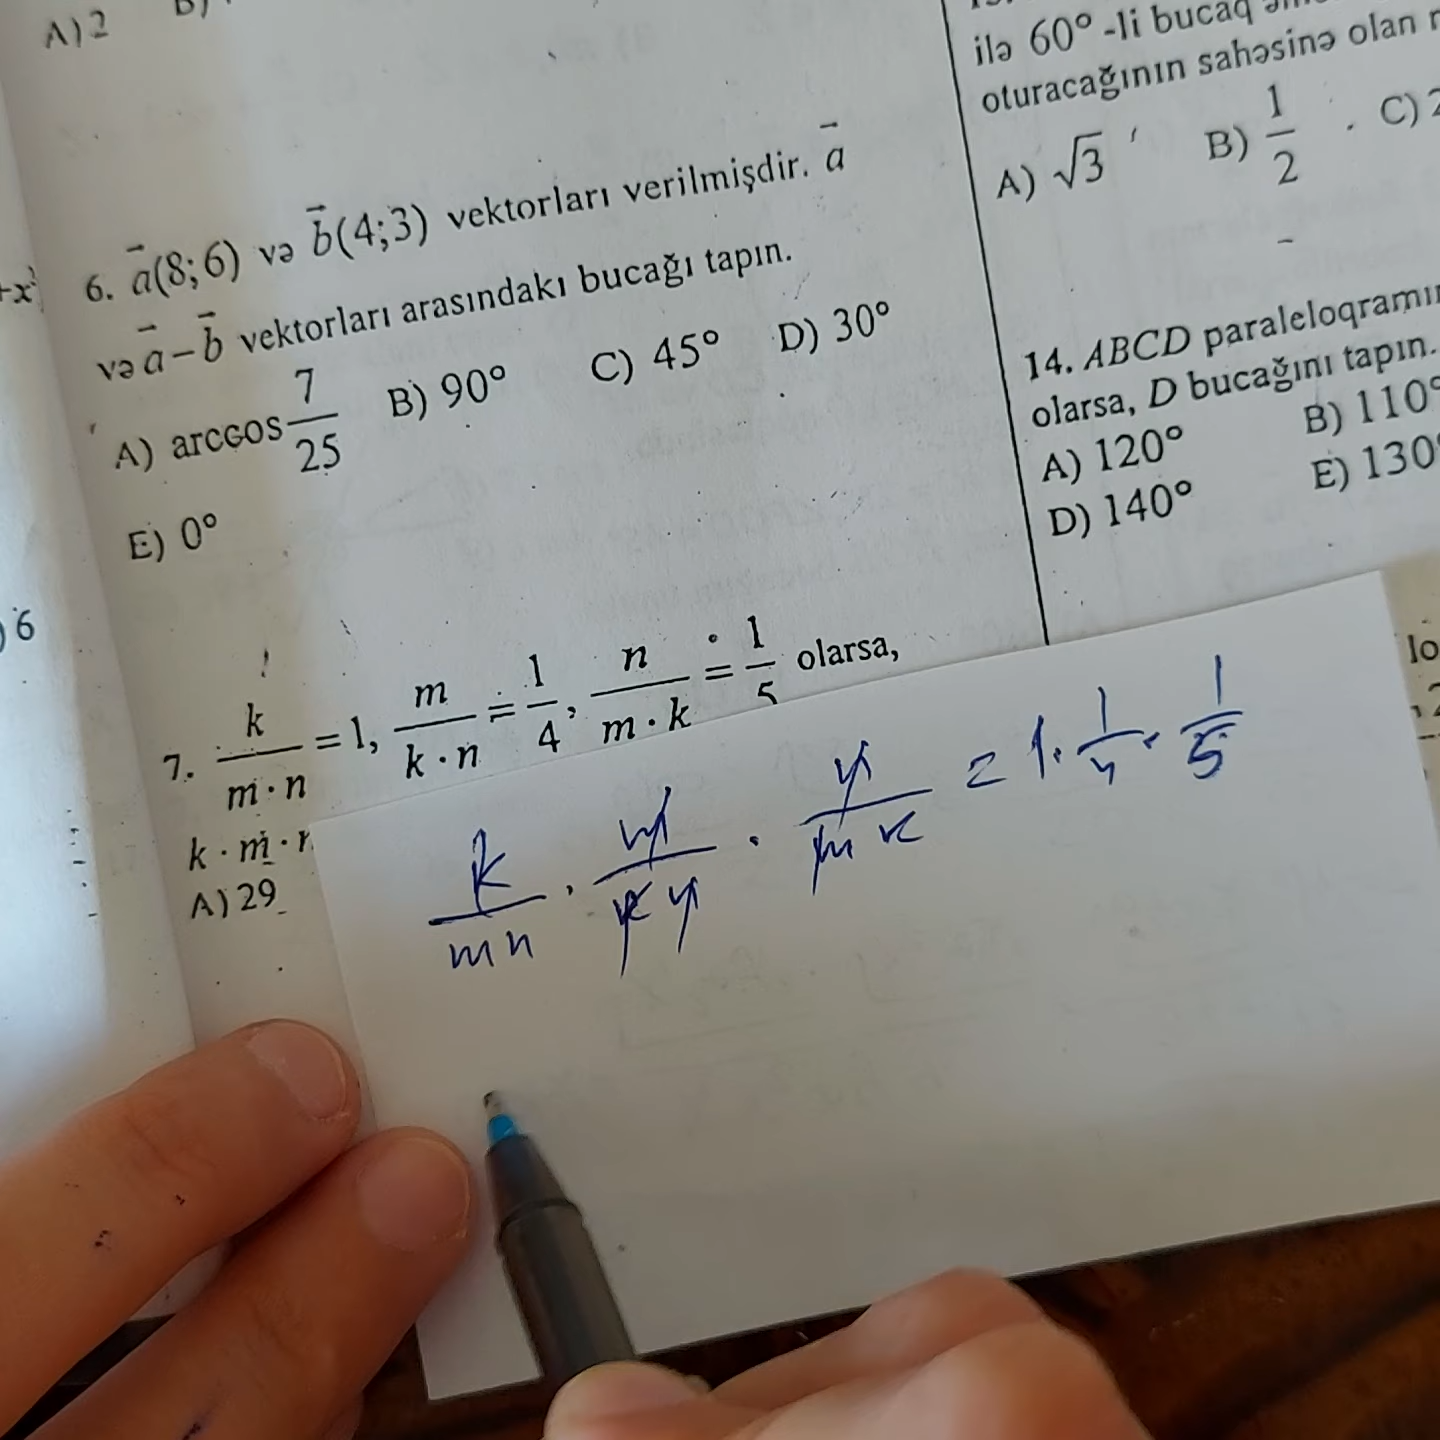 A) 2
6. a(8;6) və b(4;3) vektorları verilmişdir. a
və a − b vektorları arasındakı bucağı tapın.
A) arccos 7/25 B) 90° C) 45° D) 30°
E) 0°
7. k/(m·n) = 1, m/(k·n) = 1/4, n/(m·k) = 1/5 olarsa,
k · m ·
A) 29
ilə 60° -li bucaq
oturacağının sahəsinə olan
A) √3 B) 1/2 C)
14. ABCD
olarsa, D bucağını tapın.
A) 120° B) 110°
D) 140° E) 130°
+x
) 6
k/mn · m/kn · n/mk = 1 · 1/4 · 1/5